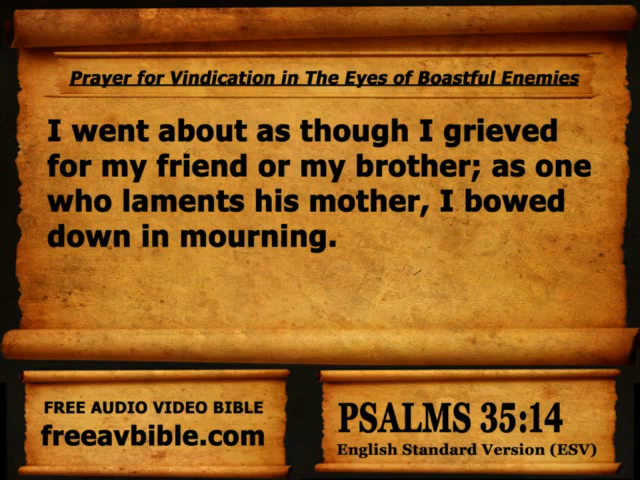 Prayer for Vindication in The Eyes of Boastful Enemies
I went about as though I grieved
for my friend or my brother; as one
who laments his mother, I bowed
down in mourning.
FREE AUDIO VIDEO BIBLE
freeavbible.com
PSALMS 35:14
English Standard Version (ESV)